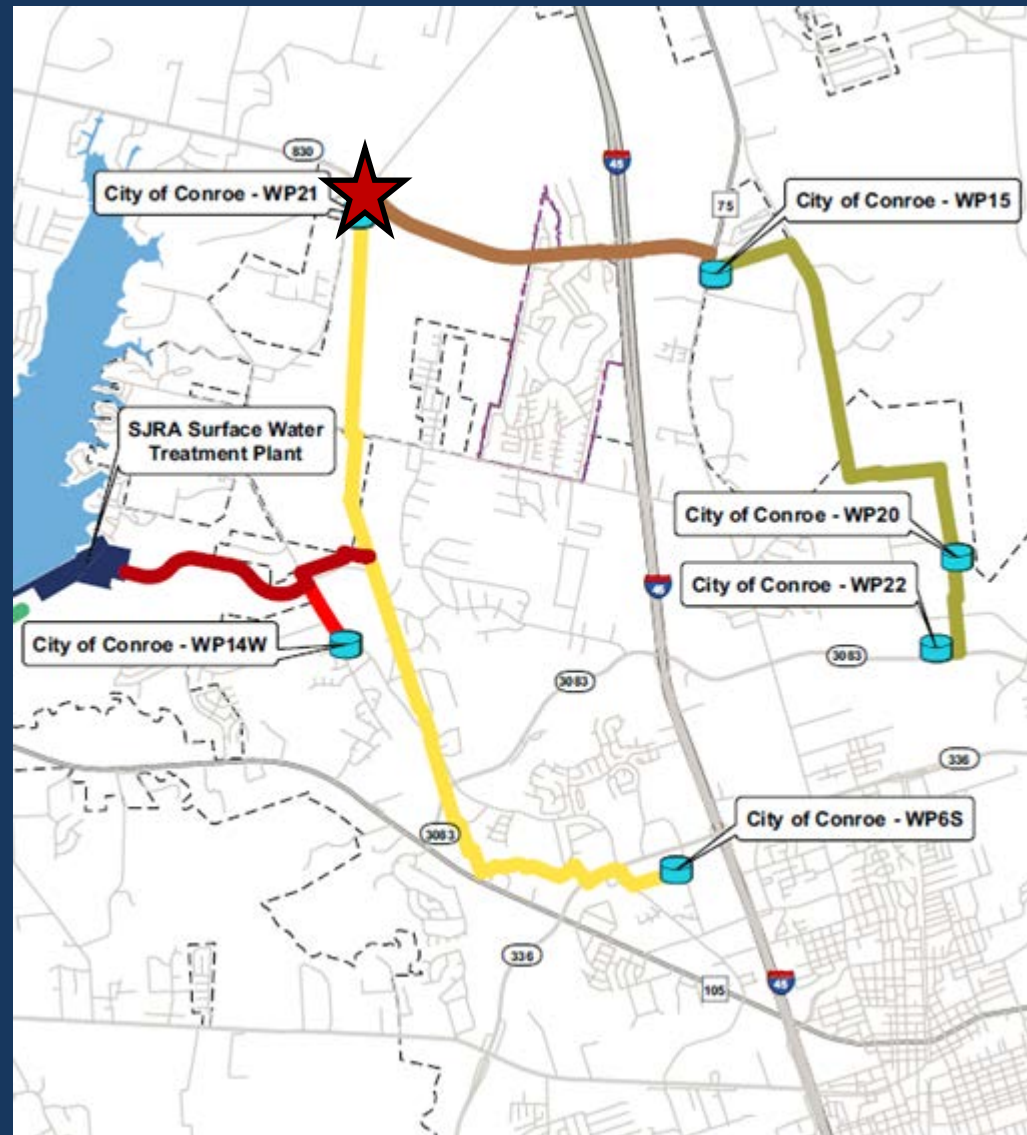 830
45
City of Conroe - WP21
75
City of Conroe - WP15
SJRA Surface Water
Treatment Plant
City of Conroe - WP20
45
City of Conroe - WP22
City of Conroe - WP14W
3083
3083
336
City of Conroe - WP6S
3083
336
105
45